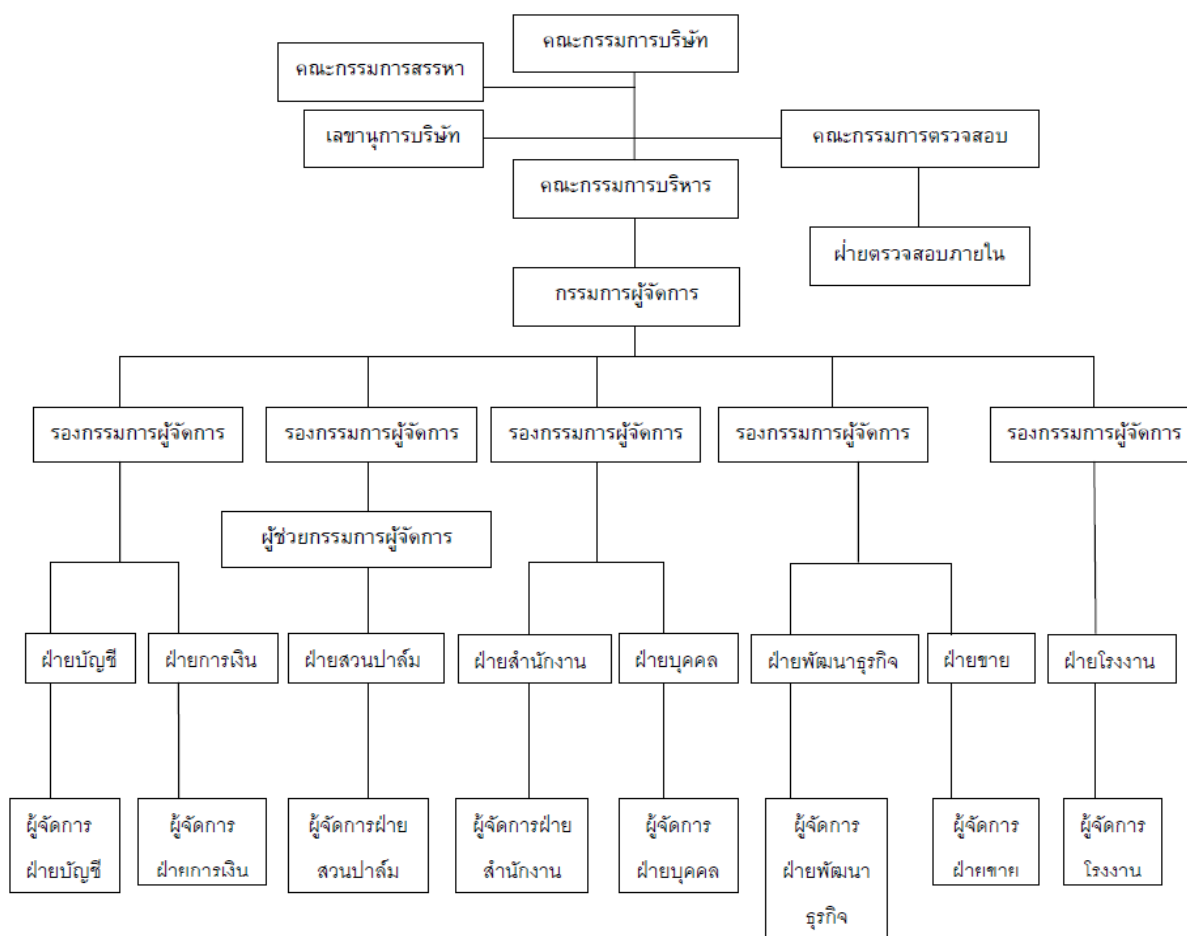 คณะกรรมการบริษัท
คณะกรรมการสรรหา
เลขานุการบริษัท
คณะกรรมการตรวจสอบ
คณะกรรมการบริหาร
ฝ่ายตรวจสอบภายใน
กรรมการผู้จัดการ
รองกรรมการผู้จัดการ
รองกรรมการผู้จัดการ
รองกรรมการผู้จัดการ
รองกรรมการผู้จัดการ
รองกรรมการผู้จัดการ
ผู้ช่วยกรรมการผู้จัดการ
ฝ่ายบัญชี
ฝ่ายการเงิน
ฝ่ายสวนปาล์ม
ฝ่ายสำนักงาน
ฝ่ายบุคคล
ฝ่ายพัฒนาธุรกิจ
ฝ่ายขาย
ฝ่ายโรงงาน
ผู้จัดการ
ฝ่ายบัญชี
ผู้จัดการ
ฝ่ายการเงิน
ผู้จัดการฝ่าย
สวนปาล์ม
ผู้จัดการฝ่าย
สำนักงาน
ผู้จัดการ
ฝ่ายบุคคล
ผู้จัดการ
ฝ่ายพัฒนา
ธุรกิจ
ผู้จัดการ
ฝ่ายขาย
ผู้จัดการ
โรงงาน